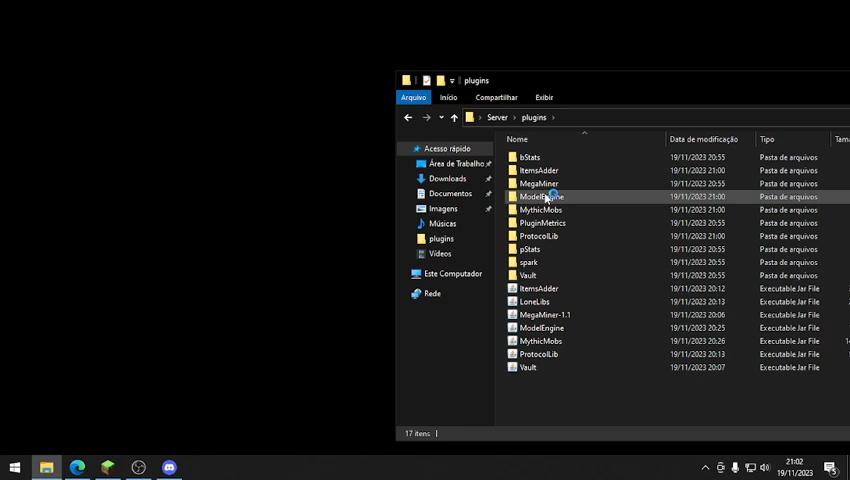 plugins
Arquivo Início Compartilhar Exibir
Server plugins
Nome Data de modificação Tipo
Acesso rápido
Área de Trabalho
Downloads
Documentos
Imagens
Músicas
plugins
Vídeos
Este Computador
Rede
bStats 19/11/2023 20:55 Pasta de arquivos
ItemsAdder 19/11/2023 21:00 Pasta de arquivos
MegaMiner 19/11/2023 20:55 Pasta de arquivos
ModelEngine 19/11/2023 21:00 Pasta de arquivos
MythicMobs 19/11/2023 21:00 Pasta de arquivos
PluginMetrics 19/11/2023 20:55 Pasta de arquivos
ProtocolLib 19/11/2023 21:00 Pasta de arquivos
pStats 19/11/2023 20:55 Pasta de arquivos
spark 19/11/2023 20:55 Pasta de arquivos
Vault 19/11/2023 20:55 Pasta de arquivos
ItemsAdder 19/11/2023 20:12 Executable Jar File
LoneLibs 19/11/2023 20:13 Executable Jar File
MegaMiner-1.1 19/11/2023 20:06 Executable Jar File
ModelEngine 19/11/2023 20:25 Executable Jar File
MythicMobs 19/11/2023 20:26 Executable Jar File
ProtocolLib 19/11/2023 20:13 Executable Jar File
Vault 19/11/2023 20:07 Executable Jar File
17 itens
21:02
19/11/2023